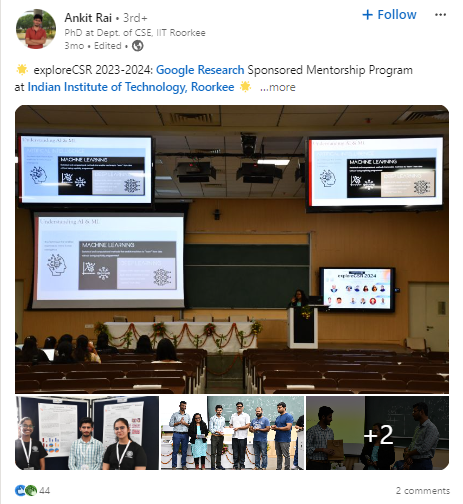 Ankit Rai • 3rd+
+ Follow
PhD at Dept. of CSE, IIT Roorkee
3mo • Edited •
exploreCSR 2023-2024: Google Research Sponsored Mentorship Program
at Indian Institute of Technology, Roorkee ...more
Understanding AI & ML
MACHINE LEARNING
MACHINE LEARNING
Understanding AI & ML
MACHINE LEARNING
exploreCSR 2024
+2
44
2 comments